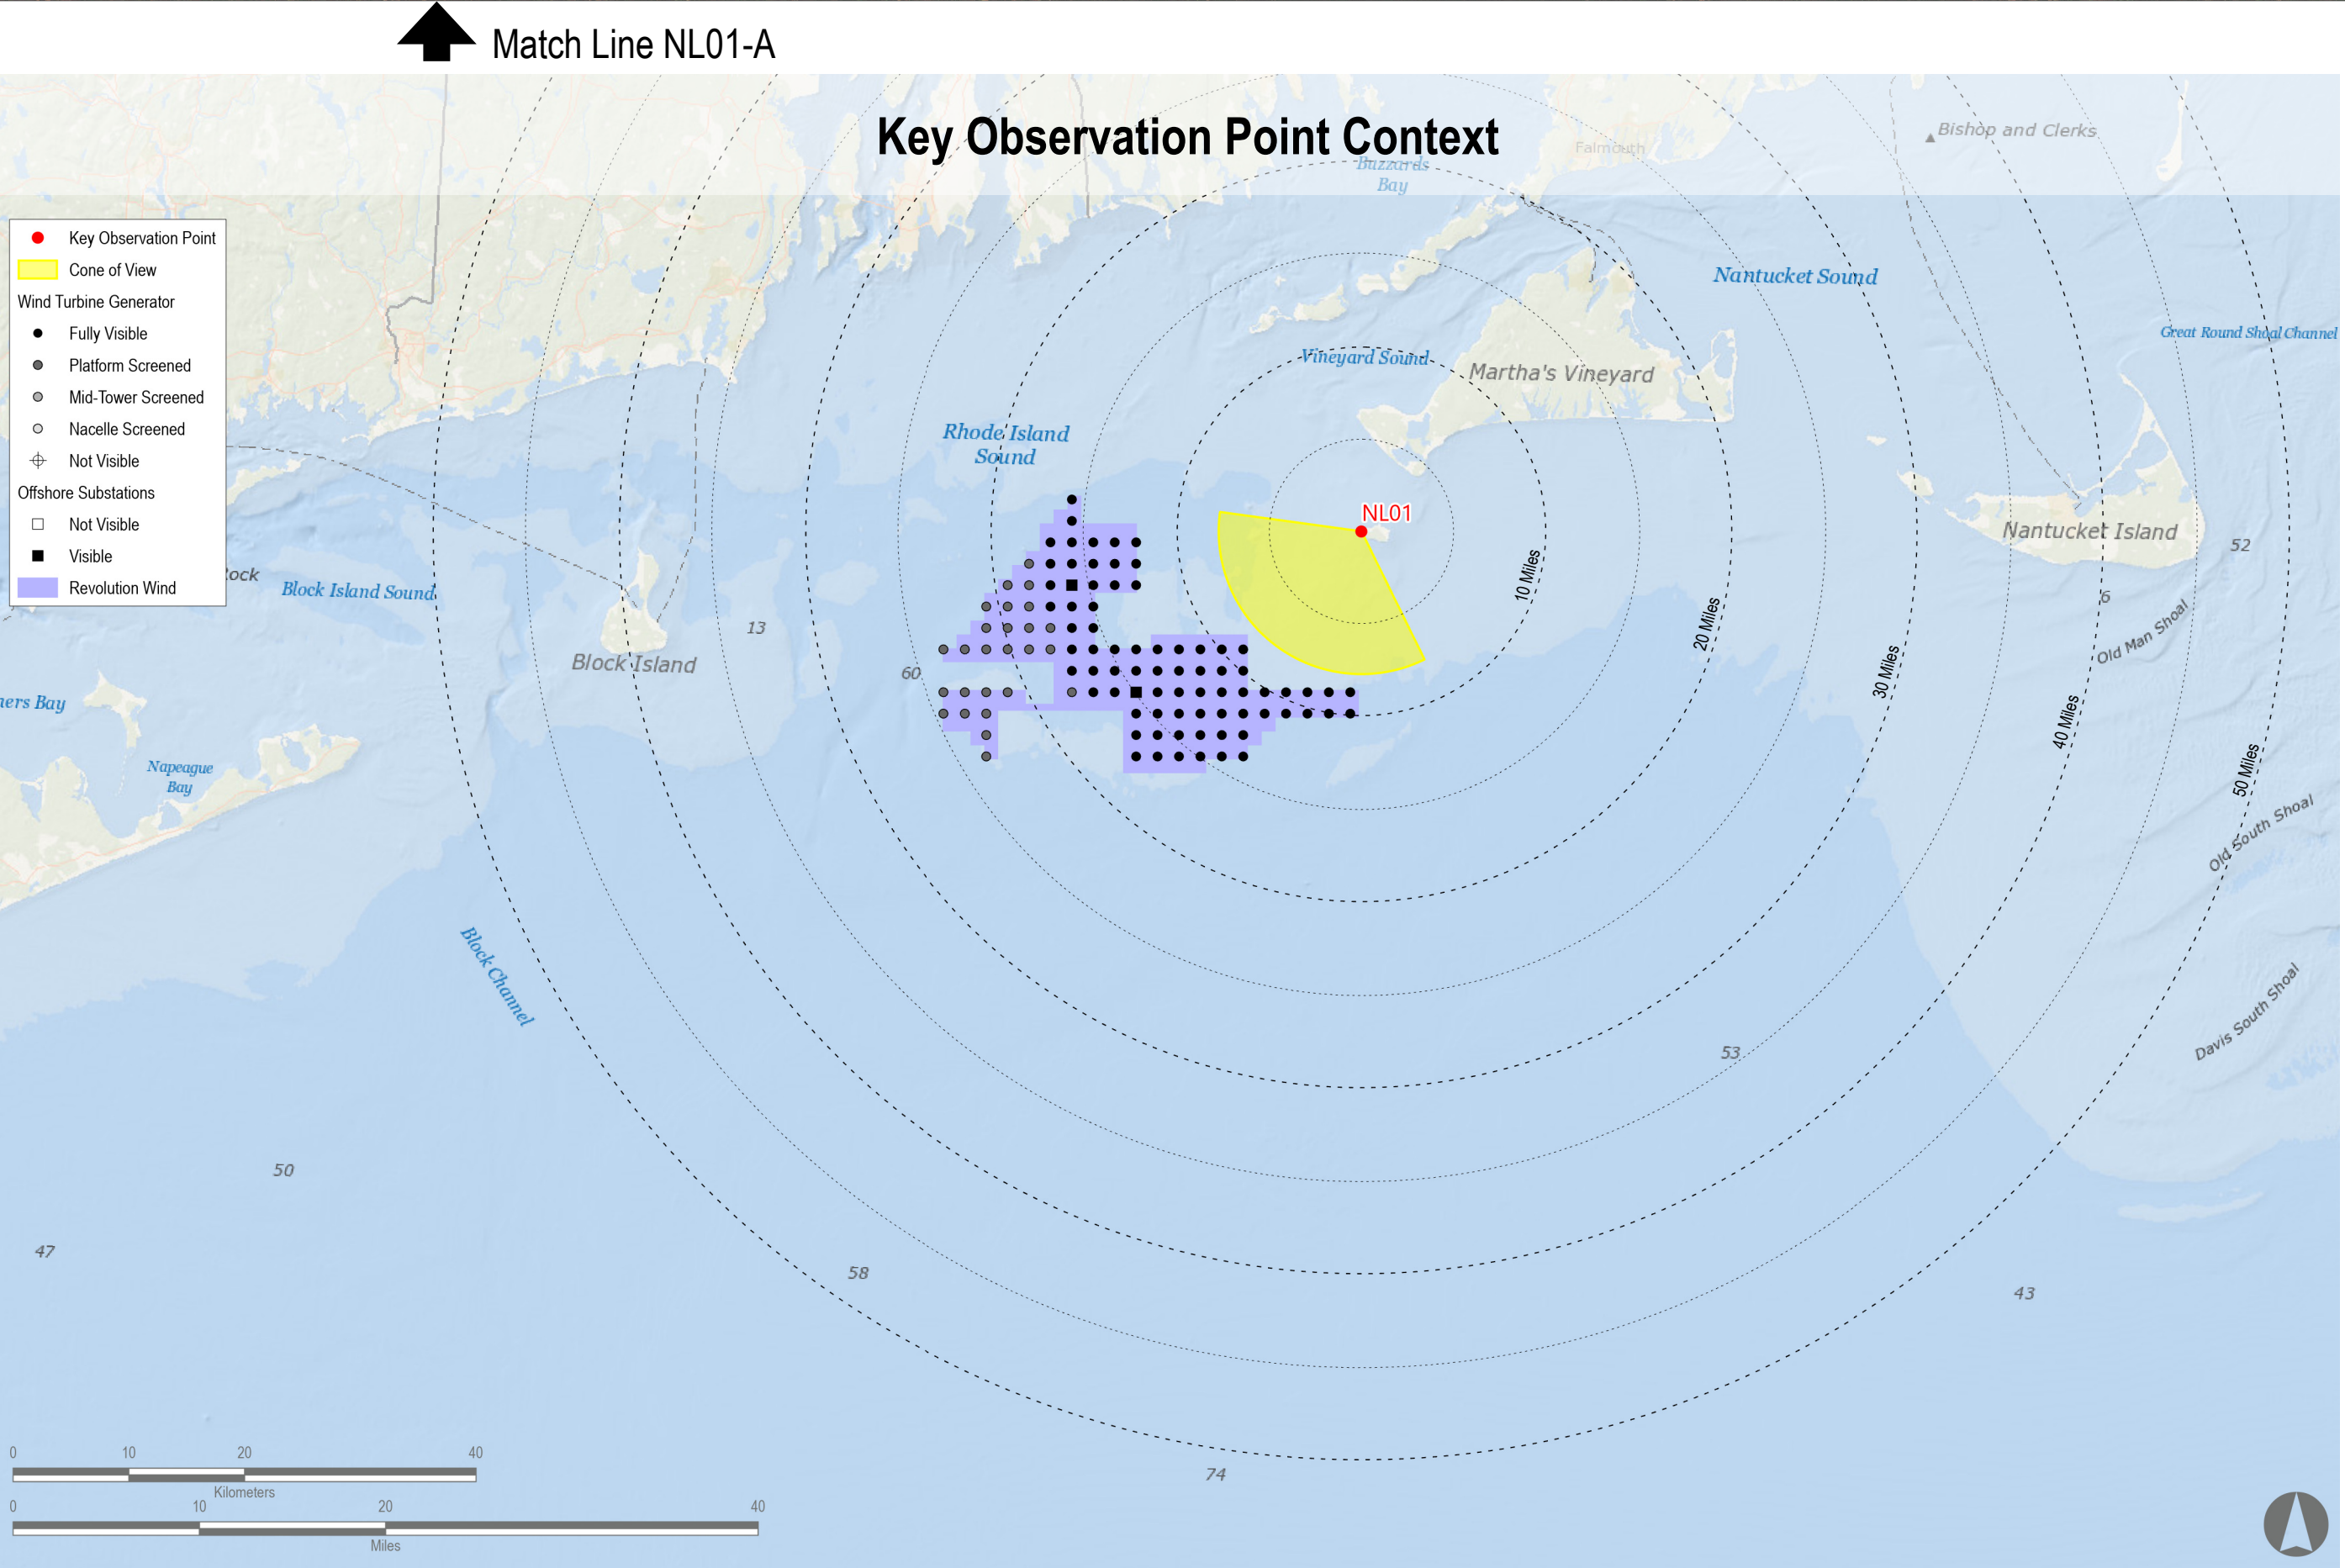 Match Line NL01-A
Key Observation Point Context
Bishop and Clerks
Falmouth
Buzzards
Bay
Key Observation Point
Cone of View
Wind Turbine Generator
Fully Visible
Platform Screened
Mid-Tower Screened
Nacelle Screened
Not Visible
Offshore Substations
Not Visible
Visible
Revolution Wind
Nantucket Sound
Great Round Shoal Channel
Vineyard Sound
Martha's Vineyard
Rhode Island
Sound
NL01
Nantucket Island
52
10 Miles
20 Miles
30 Miles
40 Miles
50 Miles
6
Old Man Shoal
Block Island Sound
13
Block Island
60
Napeague
Bay
Old South Shoal
Block Channel
Davis South Shoal
53
50
47
58
43
74
0 10 20 40
Kilometers
0 10 20 40
Miles